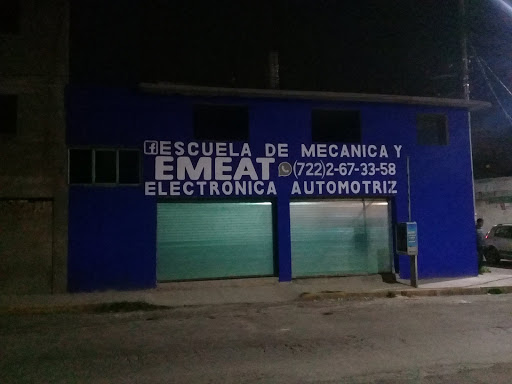 ESCUELA DE MECANICA Y
EMEAT (722)2-67-33-58
ELECTRONICA AUTOMOTRIZ